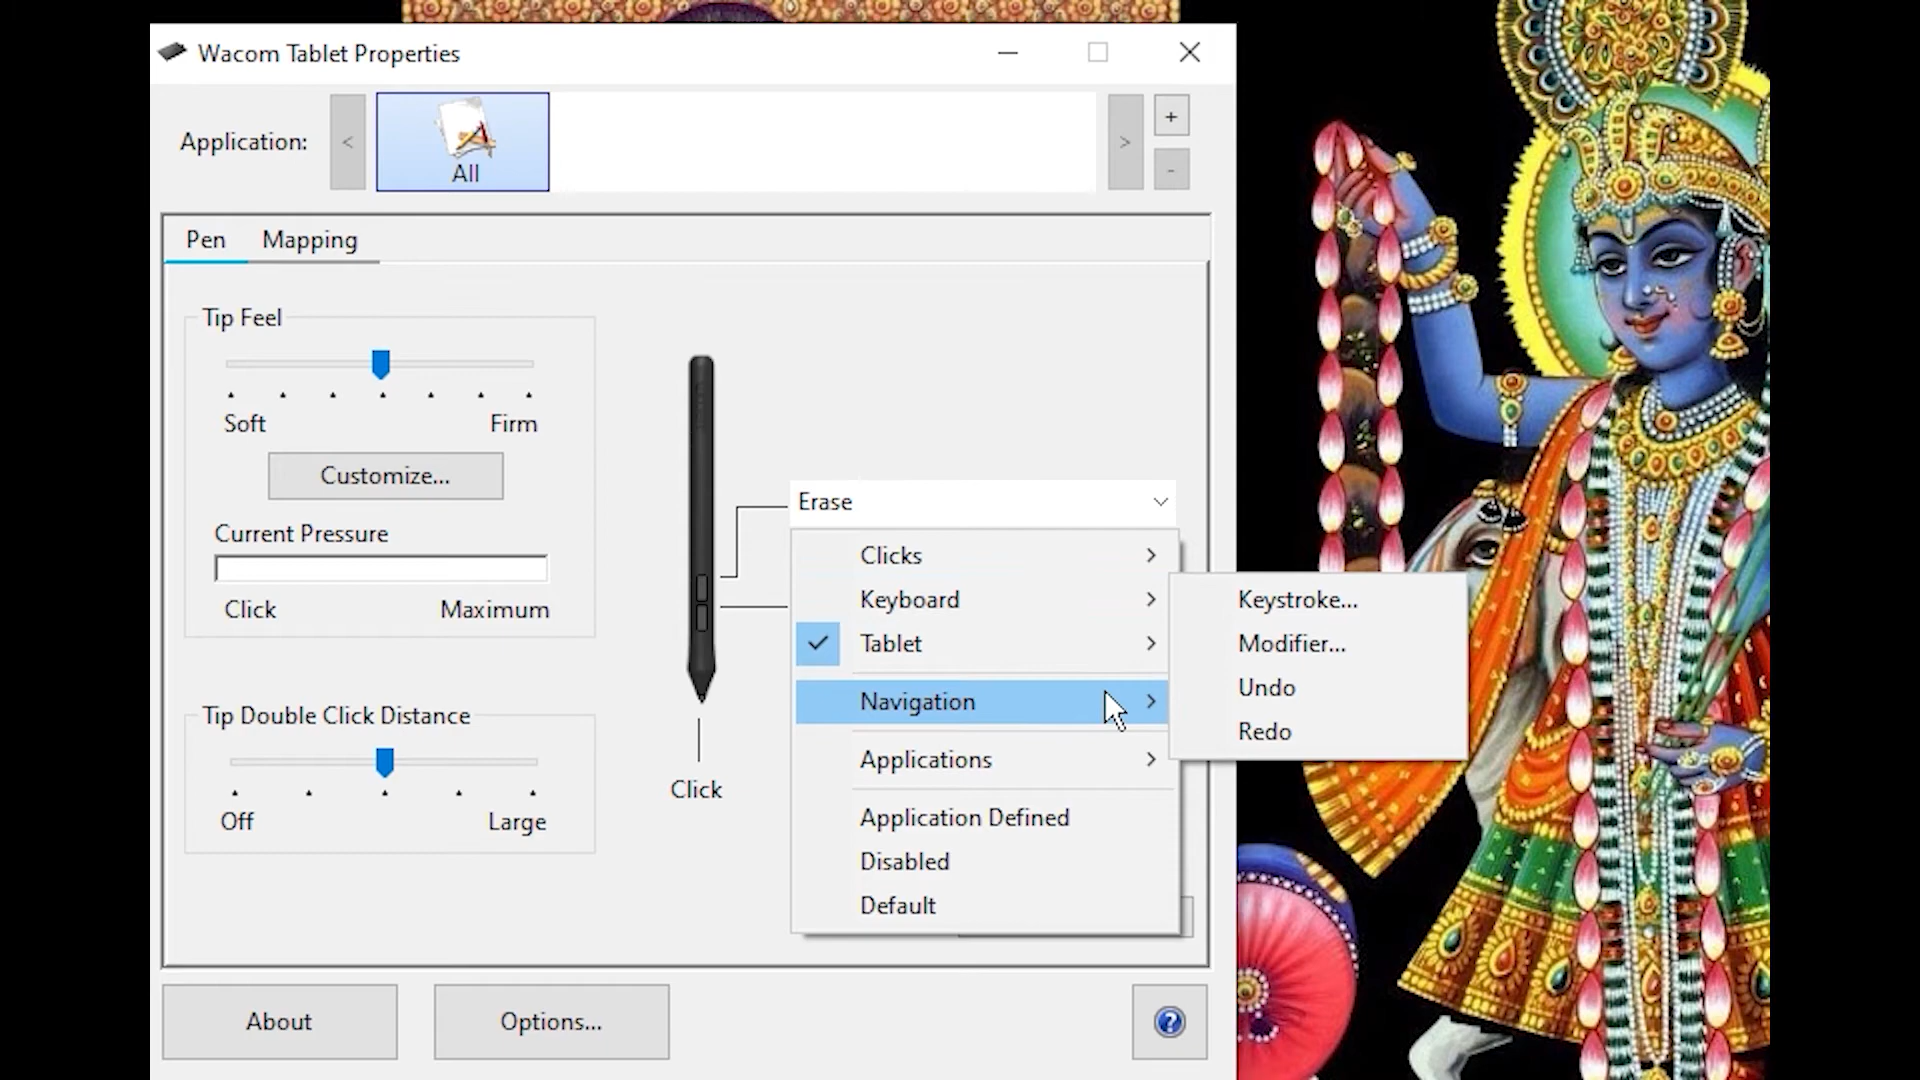 Wacom Tablet Properties
Application:
<
All
>
+
-
Pen
Mapping
Tip Feel
Soft
Firm
Customize...
Current Pressure
Click
Maximum
Tip Double Click Distance
Off
Large
Click
Erase
Clicks
Keyboard
Tablet
Navigation
Applications
Application Defined
Disabled
Default
Keystroke...
Modifier...
Undo
Redo
About
Options...
?